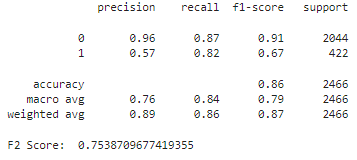 precision recall f1-score support
0 0.96 0.87 0.91 2044
1 0.57 0.82 0.67 422
accuracy 0.86 2466
macro avg 0.76 0.84 0.79 2466
weighted avg 0.89 0.86 0.87 2466
F2 Score: 0.7538709677419355